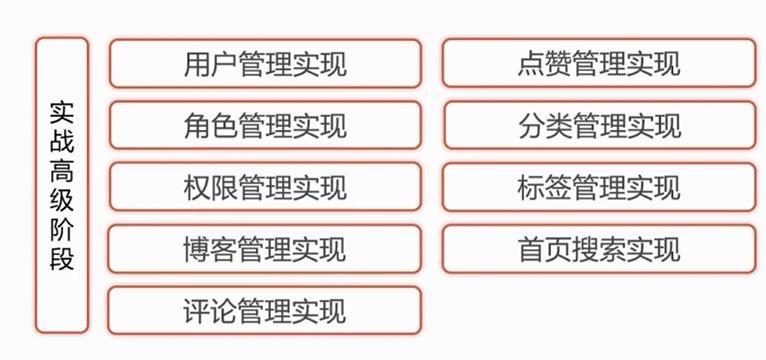 实战高级阶段
用户管理实现
角色管理实现
权限管理实现
博客管理实现
评论管理实现
点赞管理实现
分类管理实现
标签管理实现
首页搜索实现